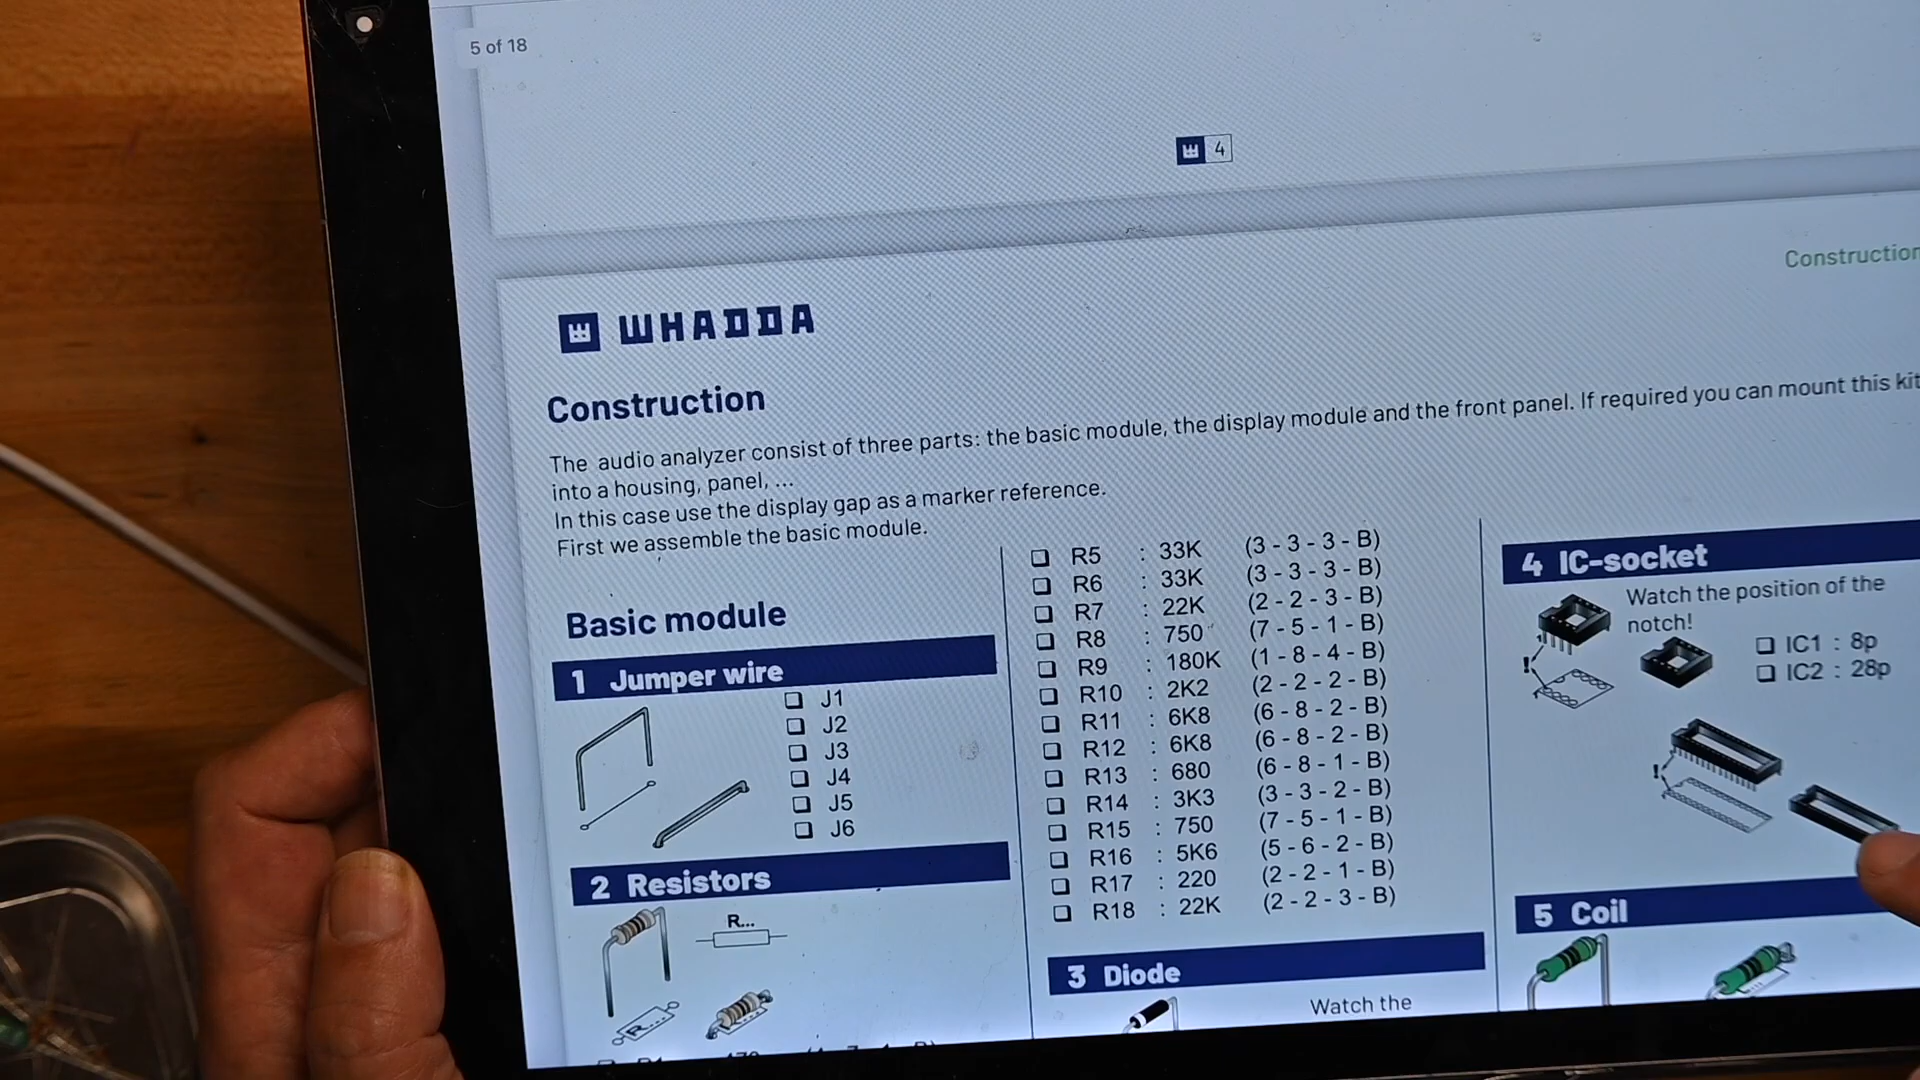 5 of 18
4
Construction
WHADDA
Construction
The audio analyzer consist of three parts: the basic module, the display module and the front panel. If required you can mount this kit
into a housing, panel, ...
In this case use the display gap as a marker reference.
First we assemble the basic module.
Basic module
1 Jumper wire
❑ J1
❑ J2
❑ J3
❑ J4
❑ J5
❑ J6
2 Resistors
R...
R...
❑ R5 : 33K (3 - 3 - 3 - B)
❑ R6 : 33K (3 - 3 - 3 - B)
❑ R7 : 22K (2 - 2 - 3 - B)
❑ R8 : 750 (7 - 5 - 1 - B)
❑ R9 : 180K (1 - 8 - 4 - B)
❑ R10 : 2K2 (2 - 2 - 2 - B)
❑ R11 : 6K8 (6 - 8 - 2 - B)
❑ R12 : 6K8 (6 - 8 - 2 - B)
❑ R13 : 680 (6 - 8 - 1 - B)
❑ R14 : 3K3 (3 - 3 - 2 - B)
❑ R15 : 750 (7 - 5 - 1 - B)
❑ R16 : 5K6 (5 - 6 - 2 - B)
❑ R17 : 220 (2 - 2 - 1 - B)
❑ R18 : 22K (2 - 2 - 3 - B)
3 Diode
Watch the
4 IC-socket
Watch the position of the
notch!
!
❑ IC1 : 8p
❑ IC2 : 28p
!
5 Coil